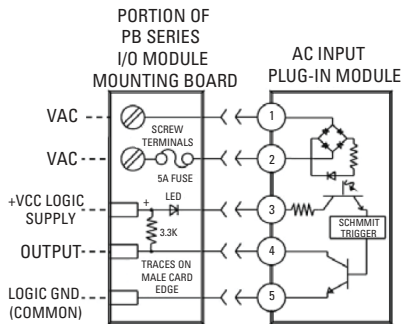 PORTION OF
PB SERIES
I/O MODULE
MOUNTING BOARD
AC INPUT
PLUG-IN MODULE
VAC
SCREW
TERMINALS
1
VAC
5A FUSE
2
+VCC LOGIC
SUPPLY
+
LED
3
3.3K
SCHMMIT
TRIGGER
OUTPUT
TRACES ON
MALE CARD
EDGE
4
LOGIC GND
(COMMON)
5